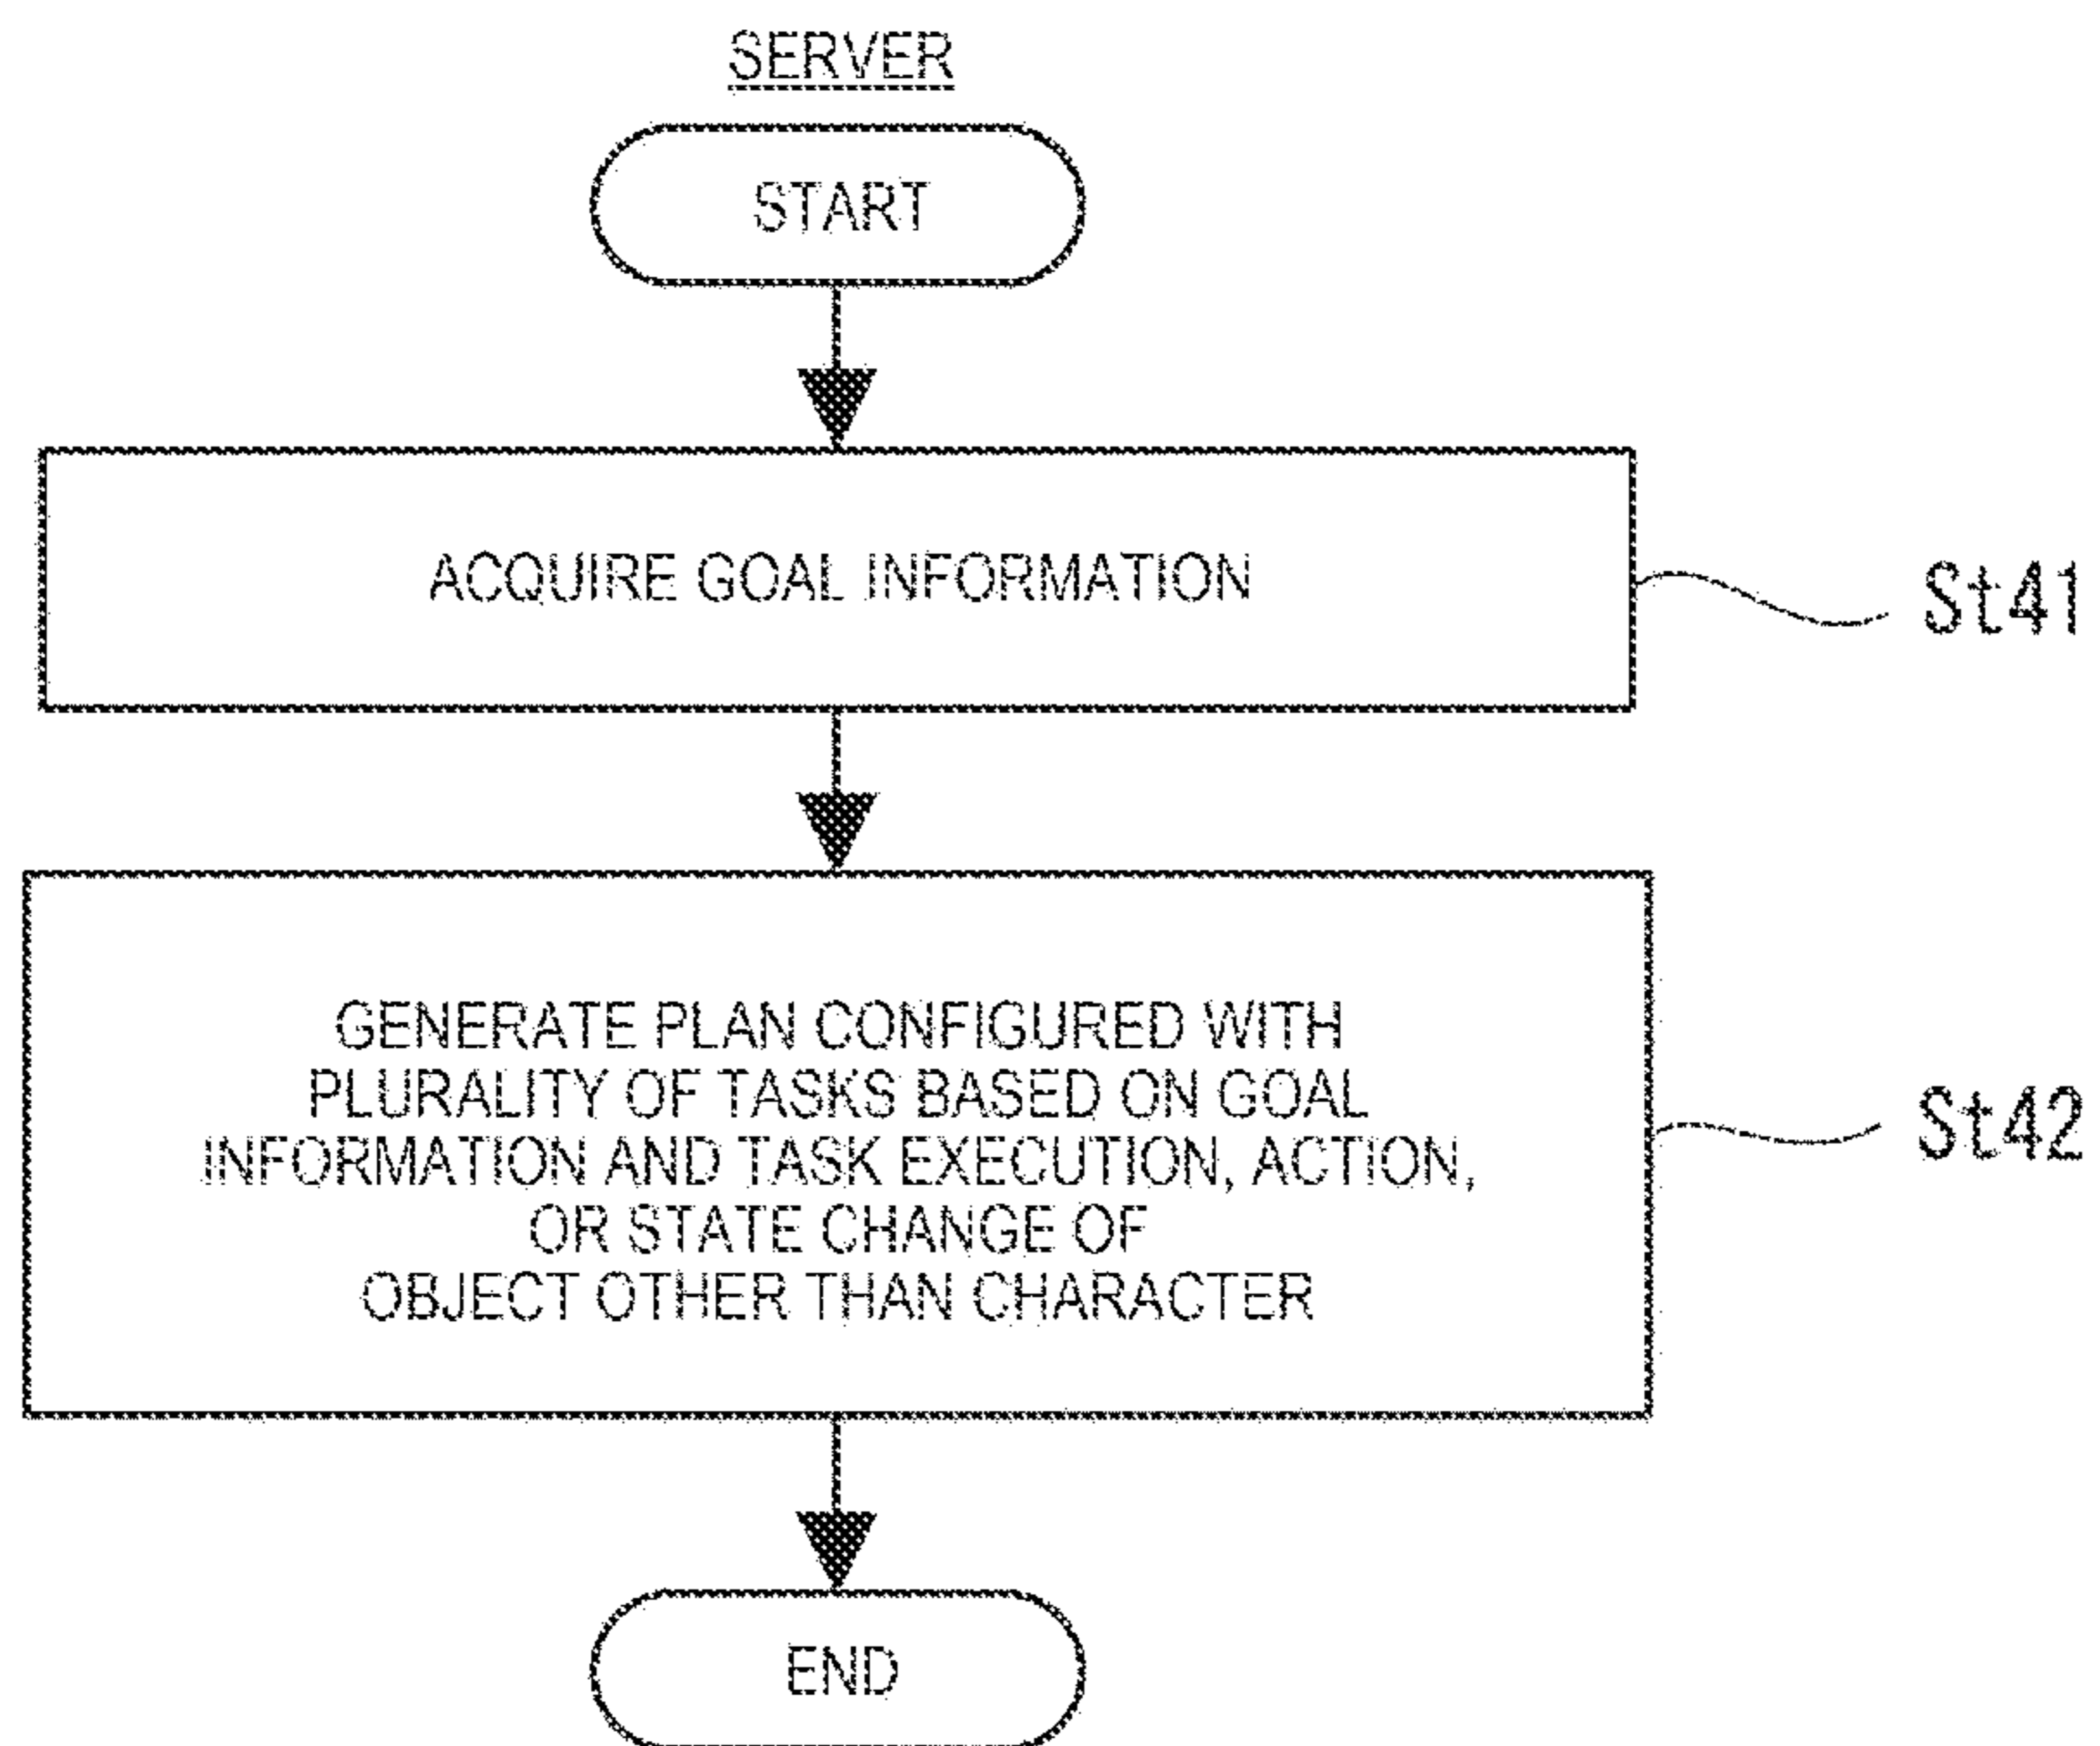 SERVER
START
ACQUIRE GOAL INFORMATION
St41
GENERATE PLAN CONFIGURED WITH
PLURALITY OF TASKS BASED ON GOAL
INFORMATION AND TASK EXECUTION, ACTION,
OR STATE CHANGE OF
OBJECT OTHER THAN CHARACTER
St42
END